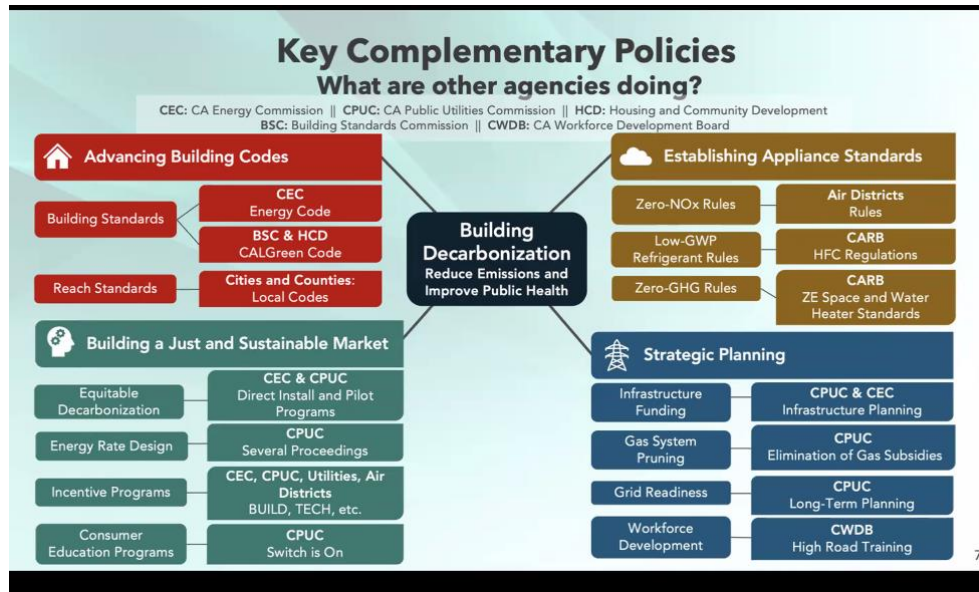 Key Complementary Policies
What are other agencies doing?
CEC: CA Energy Commission || CPUC: CA Public Utilities Commission || HCD: Housing and Community Development
BSC: Building Standards Commission || CWDB: CA Workforce Development Board
Advancing Building Codes
Building Standards
CEC
Energy Code
BSC & HCD
CALGreen Code
Reach Standards
Cities and Counties:
Local Codes
Building
Decarbonization
Reduce Emissions and
Improve Public Health
Establishing Appliance Standards
Zero-NOx Rules
Air Districts
Rules
Low-GWP
Refrigerant Rules
CARB
HFC Regulations
Zero-GHG Rules
CARB
ZE Space and Water
Heater Standards
Building a Just and Sustainable Market
Equitable
Decarbonization
CEC & CPUC
Direct Install and Pilot
Programs
Energy Rate Design
CPUC
Several Proceedings
Incentive Programs
CEC, CPUC, Utilities, Air
Districts
BUILD, TECH, etc.
Consumer
Education Programs
CPUC
Switch is On
Strategic Planning
Infrastructure
Funding
CPUC & CEC
Infrastructure Planning
Gas System
Pruning
CPUC
Elimination of Gas Subsidies
Grid Readiness
CPUC
Long-Term Planning
Workforce
Development
CWDB
High Road Training
7